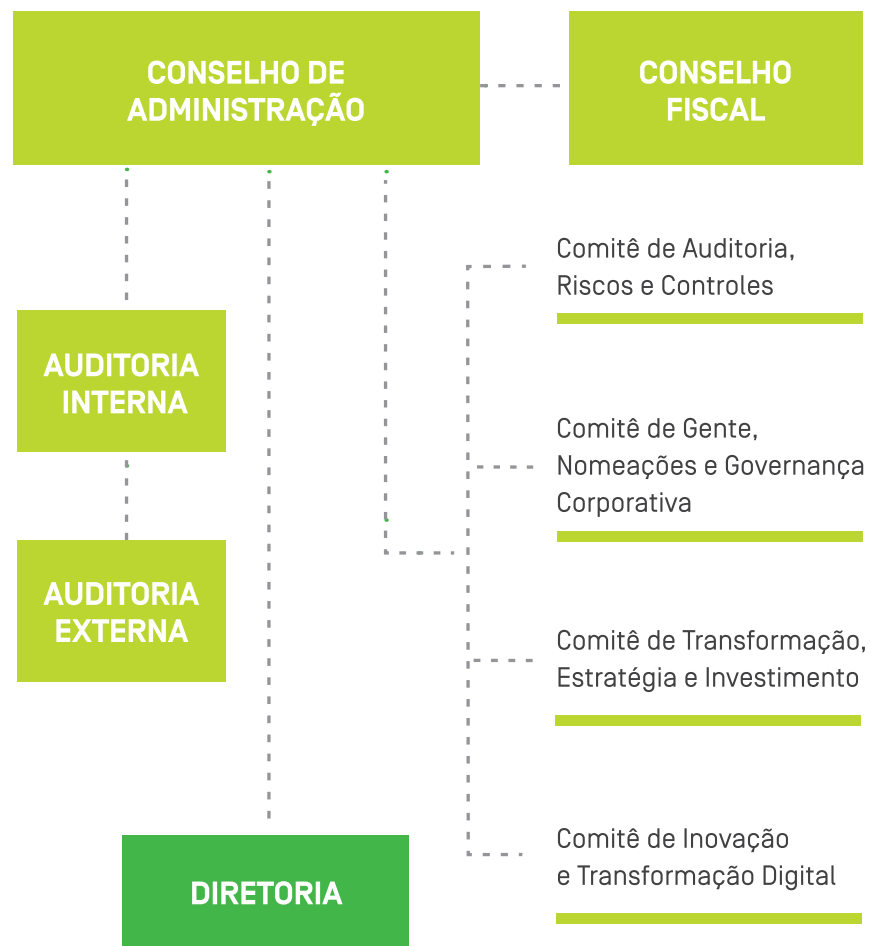 CONSELHO DE
ADMINISTRAÇÃO
CONSELHO
FISCAL
Comitê de Auditoria,
Riscos e Controles
AUDITORIA
INTERNA
Comitê de Gente,
Nomeações e Governança
Corporativa
AUDITORIA
EXTERNA
Comitê de Transformação,
Estratégia e Investimento
Comitê de Inovação
e Transformação Digital
DIRETORIA